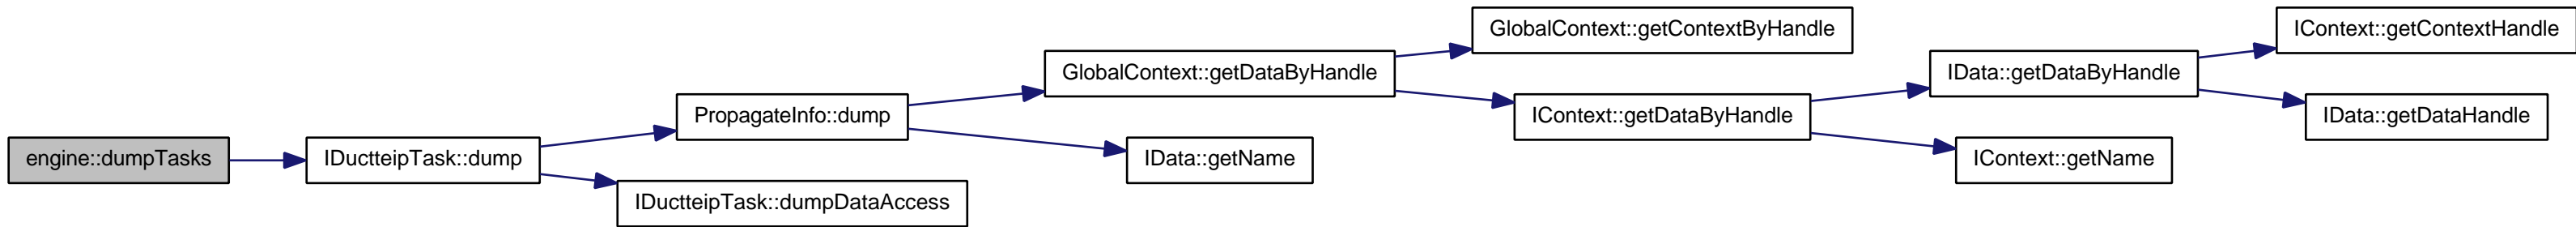 engine::dumpTasks
IDuctteipTask::dump
PropagateInfo::dump
IDuctteipTask::dumpDataAccess
GlobalContext::getDataByHandle
IData::getName
GlobalContext::getContextByHandle
IContext::getDataByHandle
IData::getDataByHandle
IContext::getName
IContext::getContextHandle
IData::getDataHandle